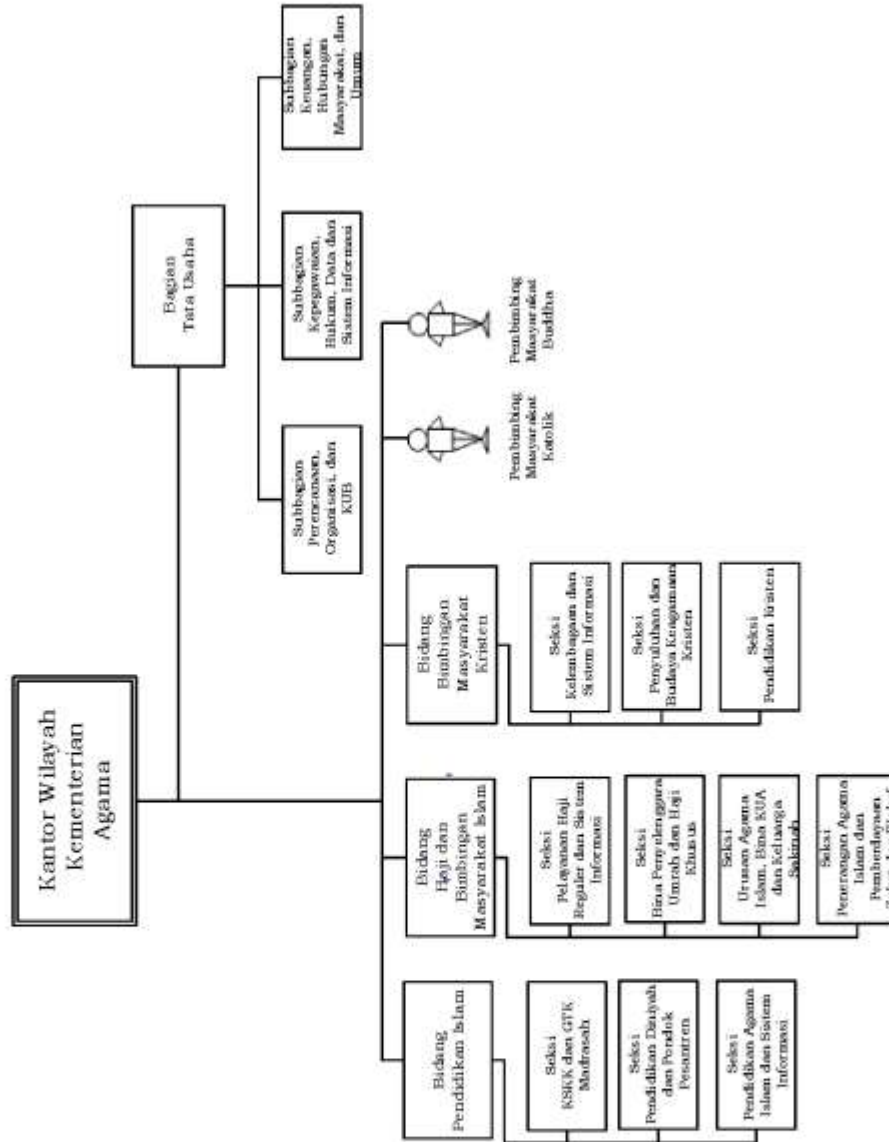 Kantor Wilayah
Kementerian
Agama
Bagian
Tata Usaha
Subbagian
Perencanaan,
Organisasi, dan
KUB
Subbagian
Kepegawaian,
Hukum, Data dan
Sistem Informasi
Subbagian
Keuangan,
Hubungan
Masyarakat, dan
Umum
Bidang
Pendidikan Islam
Seksi
KSKK dan GTK
Madrasah
Seksi
Pendidikan Diniyah
dan Pondok
Pesantren
Seksi
Pendidikan Agama
Islam dan Sistem
Informasi
Bidang
Haji dan
Bimbingan
Masyarakat Islam
Seksi
Pelayanan Haji
Reguler dan Sistem
Informasi
Seksi
Bina Penyelenggara
Umrah dan Haji
Khusus
Seksi
Urusan Agama
Islam, Bina KUA
dan Keluarga
Sakinah
Seksi
Penerangan Agama
Islam dan
Pemberdayaan
Bidang
Bimbingan
Masyarakat
Kristen
Seksi
Kelembagaan dan
Sistem Informasi
Seksi
Penyuluhan dan
Budaya Keagamaan
Kristen
Seksi
Pendidikan Kristen
Pembimbing
Masyarakat
Katolik
Pembimbing
Masyarakat
Buddha